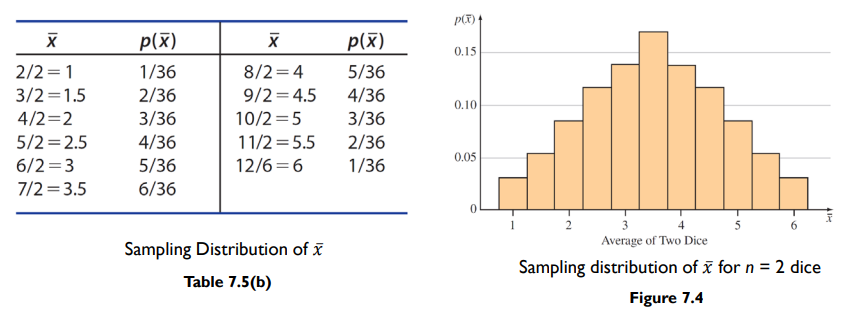 x̄ p(x̄) x̄ p(x̄)
2/2=1 1/36 8/2=4 5/36
3/2=1.5 2/36 9/2=4.5 4/36
4/2=2 3/36 10/2=5 3/36
5/2=2.5 4/36 11/2=5.5 2/36
6/2=3 5/36 12/6=6 1/36
7/2=3.5 6/36
Sampling Distribution of x̄
Table 7.5(b)
p(x̄)
0.15
0.10
0.05
0
1 2 3 4 5 6 x̄
Average of Two Dice
Sampling distribution of x̄ for n = 2 dice
Figure 7.4